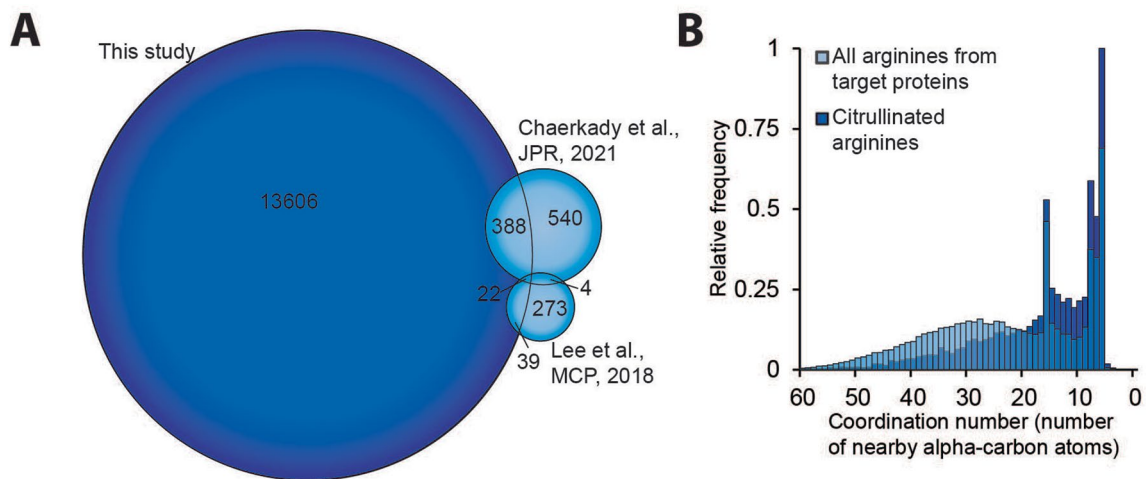 A
This study
13606
Chaerkady et al.,
JPR, 2021
388
540
22
4
273
39
Lee et al.,
MCP, 2018
B
All arginines from
target proteins
Citrullinated
arginines
Relative frequency
1
0.75
0.5
0.25
0
60
50
40
30
20
10
0
Coordination number (number
of nearby alpha-carbon atoms)